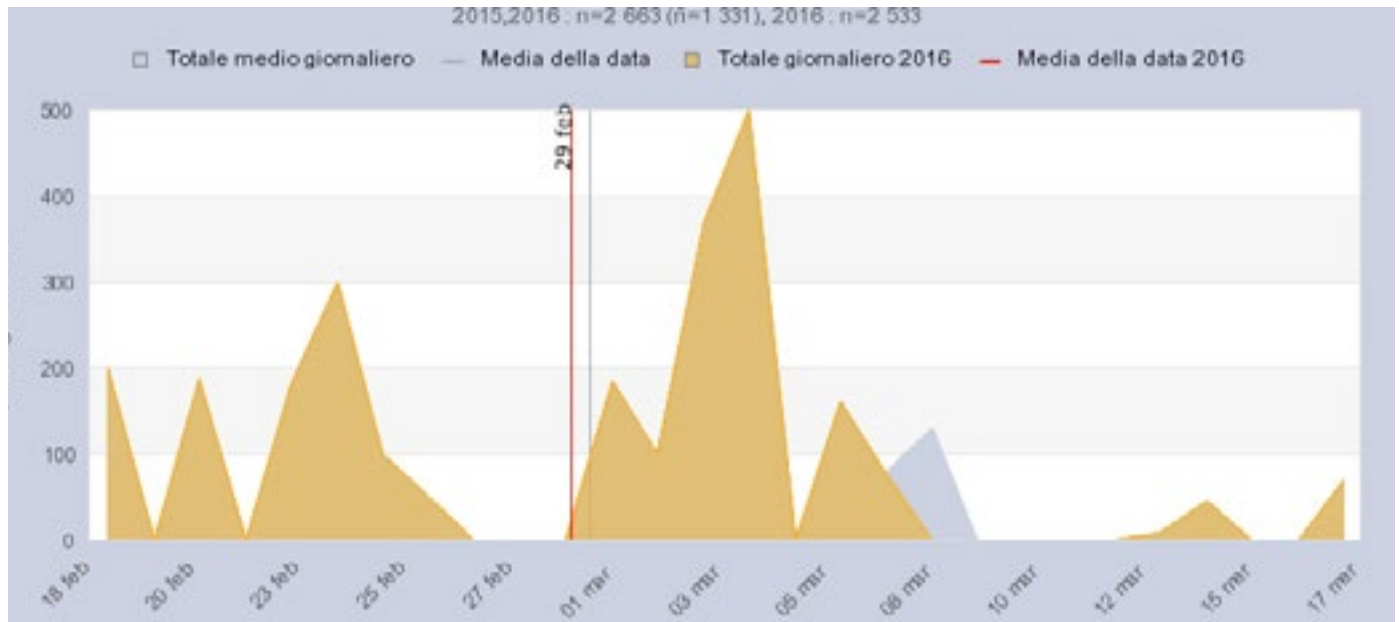 2015,2016 : n=2 663 (ñ=1 331), 2016 : n=2 533
Totale medio giornaliero Media della data Totale giornaliero 2016 Media della data 2016
500
29 feb
400
300
200
100
0
18 feb 20 feb 23 feb 25 feb 27 feb 01 mar 03 mar 05 mar 08 mar 10 mar 12 mar 15 mar 17 mar